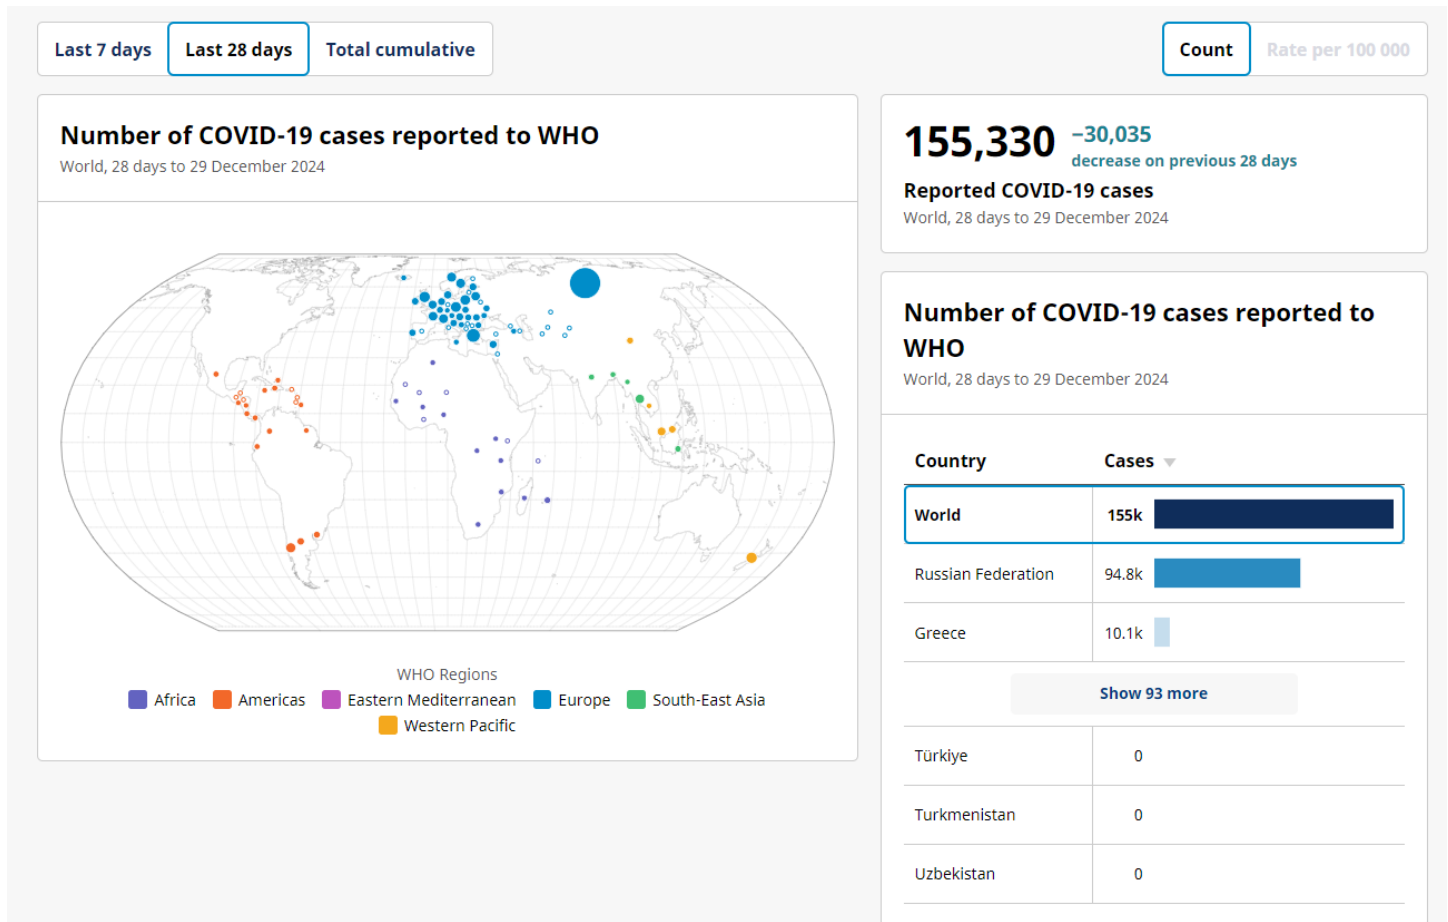 Last 7 days
Last 28 days
Total cumulative
Count
Rate per 100 000
Number of COVID-19 cases reported to WHO
World, 28 days to 29 December 2024
WHO Regions
Africa
Americas
Eastern Mediterranean
Europe
South-East Asia
Western Pacific
155,330
−30,035
decrease on previous 28 days
Reported COVID-19 cases
World, 28 days to 29 December 2024
Number of COVID-19 cases reported to
WHO
World, 28 days to 29 December 2024
Country Cases
World 155k
Russian Federation 94.8k
Greece 10.1k
Show 93 more
Türkiye 0
Turkmenistan 0
Uzbekistan 0